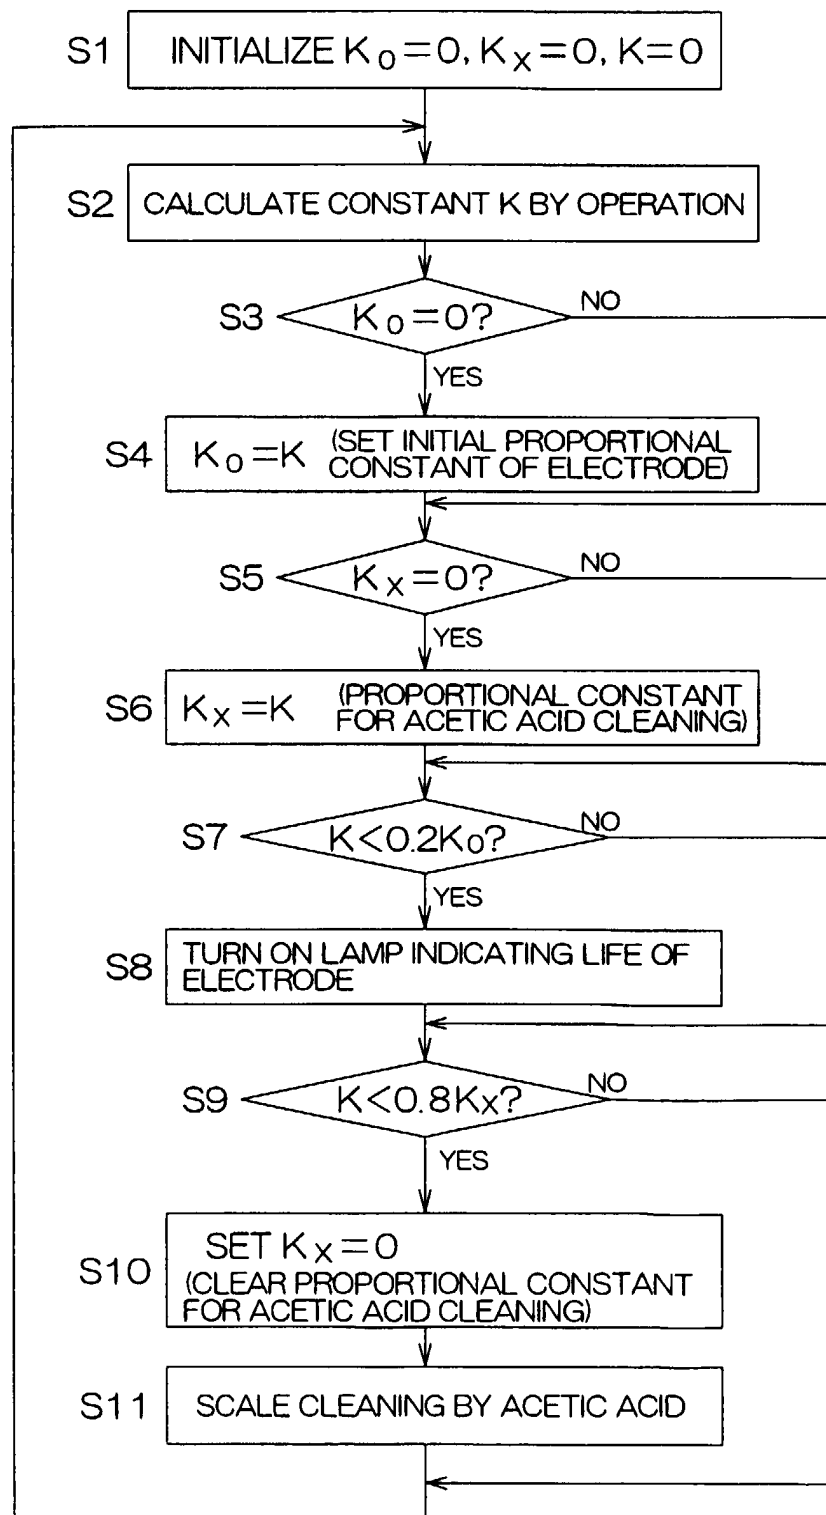 S1 INITIALIZE K₀=0, Kₓ=0, K=0
S2 CALCULATE CONSTANT K BY OPERATION
S3 K₀=0? NO
YES
S4 K₀=K (SET INITIAL PROPORTIONAL
CONSTANT OF ELECTRODE)
S5 Kₓ=0? NO
YES
S6 Kₓ=K (PROPORTIONAL CONSTANT
FOR ACETIC ACID CLEANING)
S7 K<0.2K₀? NO
YES
S8 TURN ON LAMP INDICATING LIFE OF
ELECTRODE
S9 K<0.8Kₓ? NO
YES
S10 SET Kₓ=0
(CLEAR PROPORTIONAL CONSTANT
FOR ACETIC ACID CLEANING)
S11 SCALE CLEANING BY ACETIC ACID